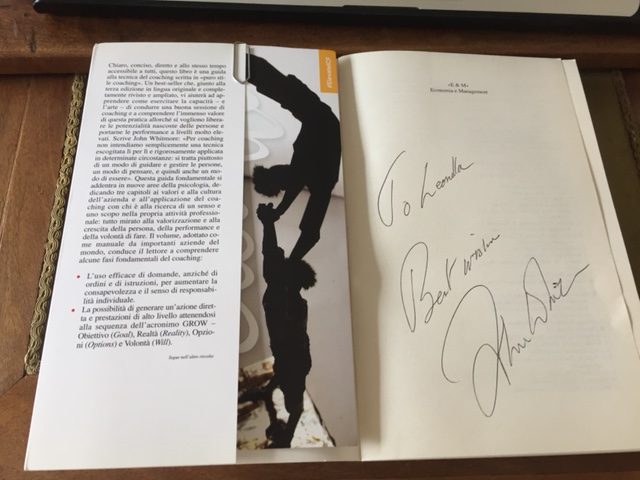 Chiaro, conciso, diretto e allo stesso tempo
accessibile a tutti, questo libro è una guida
alla tecnica del coaching scritta in «puro sti-
le coaching». Un best-seller che, giunto alla
terza edizione in lingua originale e comple-
tamente rivisto e ampliato, vi aiuterà ad ap-
prendere come esercitare la capacità – e
l'arte – di condurre una buona sessione di
coaching e a comprendere l'immenso valore
di questa pratica allorché si vogliono libera-
re le potenzialità nascoste delle persone e
portarne le performance a livelli molto ele-
vati. Scrive John Whitmore: «Per coaching
non intendiamo semplicemente una tecnica
escogitata lì per lì e rigorosamente applicata
in determinate circostanze: si tratta piuttosto
di un modo di guidare e gestire le persone,
un modo di pensare, e quindi anche un mo-
do di essere». Questa guida fondamentale si
addentra in nuove aree della psicologia, de-
dicando tre capitoli ai valori e alla cultura
dell'azienda e all'applicazione del coa-
ching con chi è alla ricerca di un senso e
uno scopo nella propria attività professio-
nale: tutto mirato alla valorizzazione e alla
crescita della persona, della performance e
della volontà di fare. Il volume, adottato co-
me manuale da importanti aziende del
mondo, conduce il lettore a comprendere
alcune fasi fondamentali del coaching:
• L'uso efficace di domande, anziché di
ordini e di istruzioni, per aumentare la
consapevolezza e il senso di responsabi-
lità individuale.
• La possibilità di generare un'azione diret-
ta e prestazioni di alto livello attenendosi
alla sequenza dell'acronimo GROW –
Obiettivo (Goal), Realtà (Reality), Opzio-
ni (Options) e Volontà (Will).
Segue nell'altro risvolto
«E & M»
Economia e Management
To
Best wishes
John